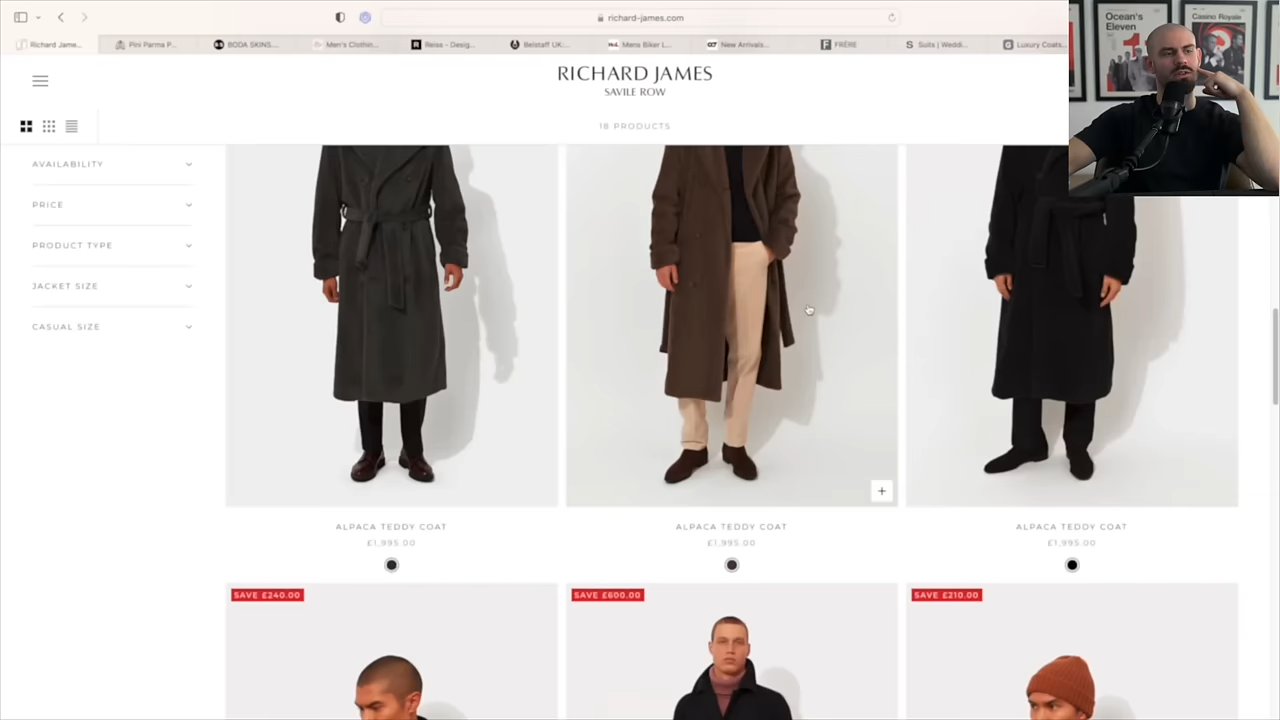 richard-james.com
Richard Jame...
Pini Parma P...
BODA SKINS...
Men's Clothin...
Reiss - Desig...
Belstaff UK:...
Mens Biker L...
New Arrivals...
FRÈRE
Suits | Weddi...
Luxury Coats...
Ocean's
Eleven
Casino Royale
RICHARD JAMES
SAVILE ROW
18 PRODUCTS
AVAILABILITY
PRICE
PRODUCT TYPE
JACKET SIZE
CASUAL SIZE
ALPACA TEDDY COAT
£1,995.00
ALPACA TEDDY COAT
£1,995.00
ALPACA TEDDY COAT
£1,995.00
SAVE £240.00
SAVE £600.00
SAVE £210.00